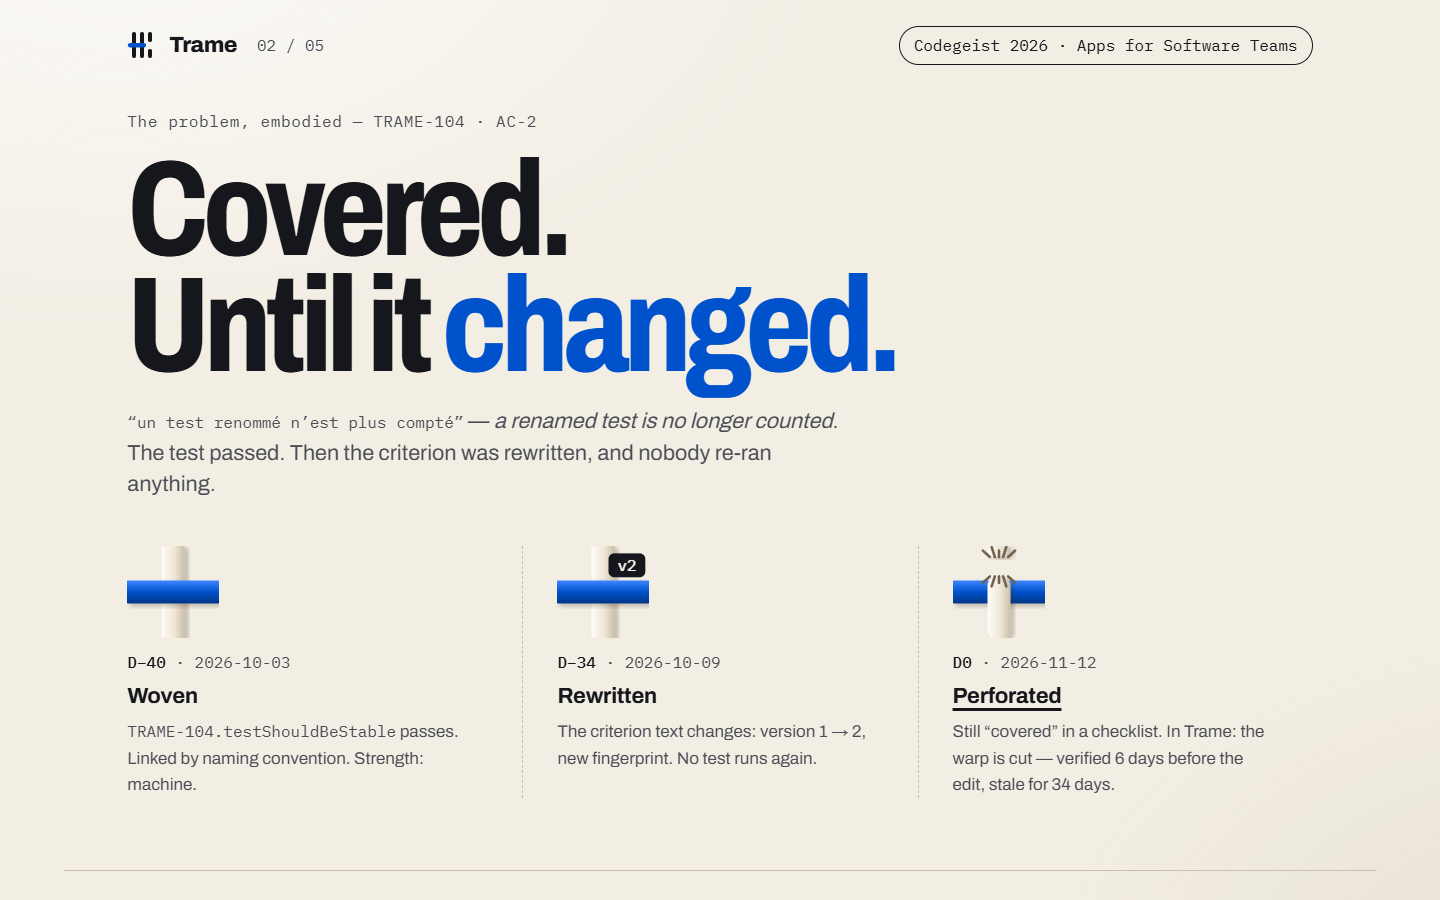 Trame 02 / 05
Codegeist 2026 · Apps for Software Teams
The problem, embodied — TRAME-104 · AC-2
Covered.
Until it changed.
“un test renommé n’est plus compté” — a renamed test is no longer counted.
The test passed. Then the criterion was rewritten, and nobody re-ran
anything.
D−40 · 2026-10-03
Woven
TRAME-104.testShouldBeStable passes.
Linked by naming convention. Strength:
machine.
v2
D−34 · 2026-10-09
Rewritten
The criterion text changes: version 1 → 2,
new fingerprint. No test runs again.
D0 · 2026-11-12
Perforated
Still “covered” in a checklist. In Trame: the
warp is cut — verified 6 days before the
edit, stale for 34 days.